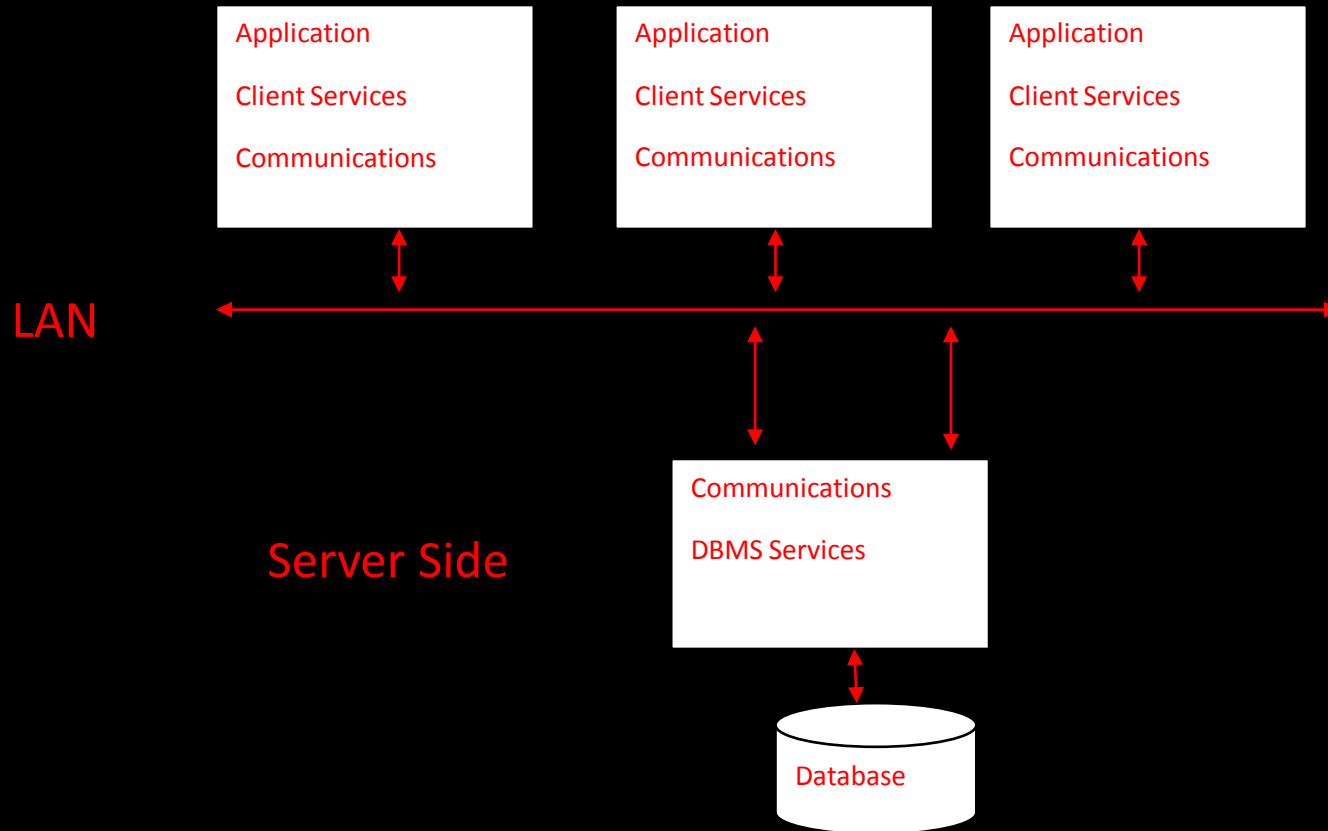 Application
Client Services
Communications
Application
Client Services
Communications
Application
Client Services
Communications
LAN
Communications
DBMS Services
Server Side
Database